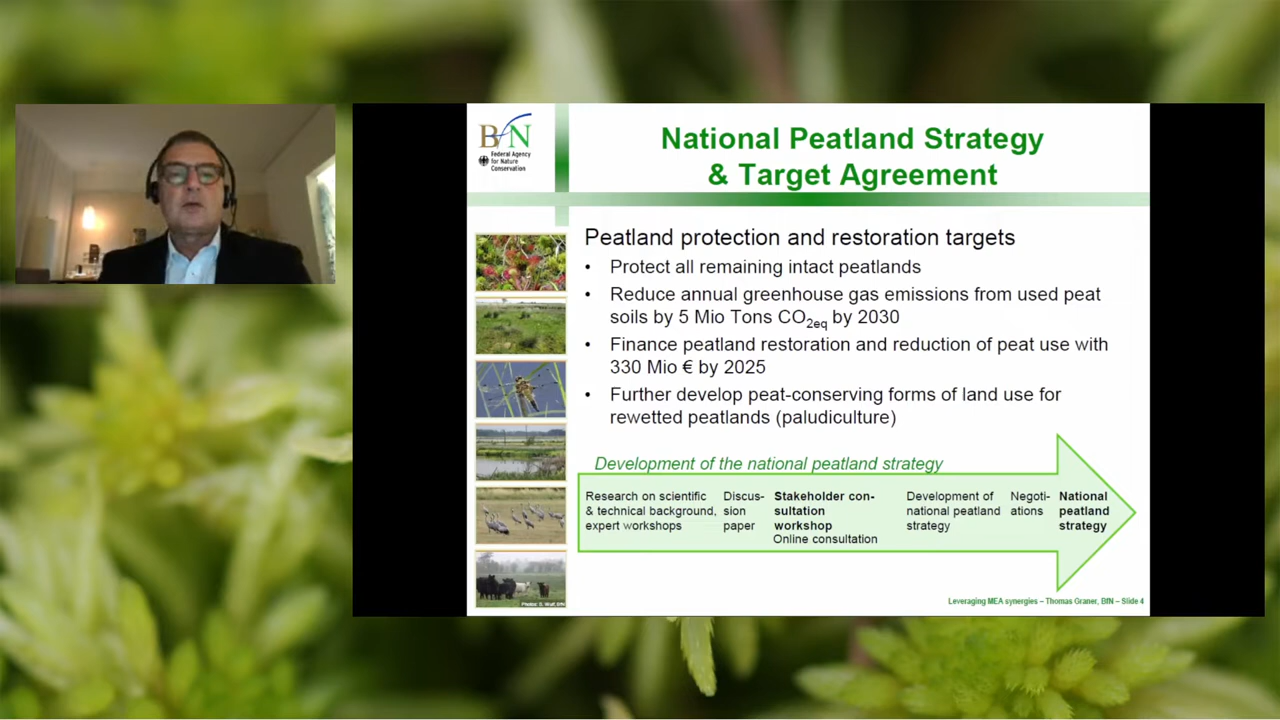 BfN
Federal Agency
for Nature
Conservation
National Peatland Strategy
& Target Agreement
Peatland protection and restoration targets
• Protect all remaining intact peatlands
• Reduce annual greenhouse gas emissions from used peat
soils by 5 Mio Tons CO2eq by 2030
• Finance peatland restoration and reduction of peat use with
330 Mio € by 2025
• Further develop peat-conserving forms of land use for
rewetted peatlands (paludiculture)
Development of the national peatland strategy
Research on scientific
& technical background,
expert workshops
Discus-
sion
paper
Stakeholder con-
sultation
workshop
Online consultation
Development of
national peatland
strategy
Negoti-
ations
National
peatland
strategy
Photos: S. Wulf, BfN
Leveraging MEA synergies – Thomas Graner, BfN – Slide 4